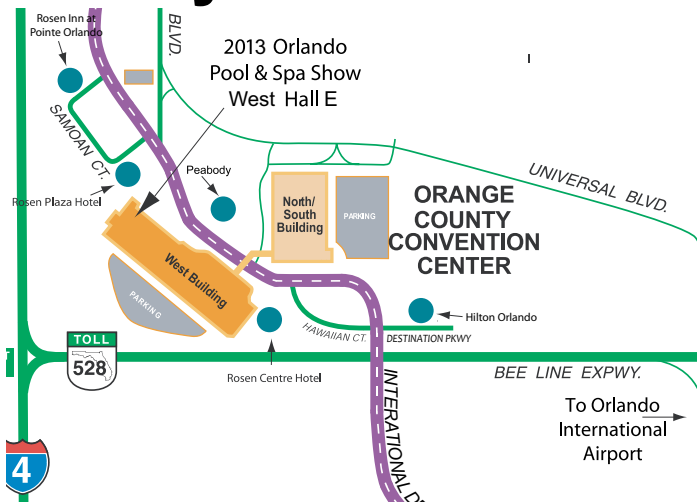 Rosen Inn at
Pointe Orlando
BLVD.
2013 Orlando
Pool & Spa Show
West Hall E
SAMOAN CT.
Rosen Plaza Hotel
Peabody
North/
South
Building
PARKING
ORANGE
COUNTY
CONVENTION
CENTER
UNIVERSAL BLVD.
West Building
PARKING
Hilton Orlando
HAWAIIAN CT.
DESTINATION PKWY
TOLL
528
Rosen Centre Hotel
BEE LINE EXPWY.
INTERATIONAL
To Orlando
International
Airport
4